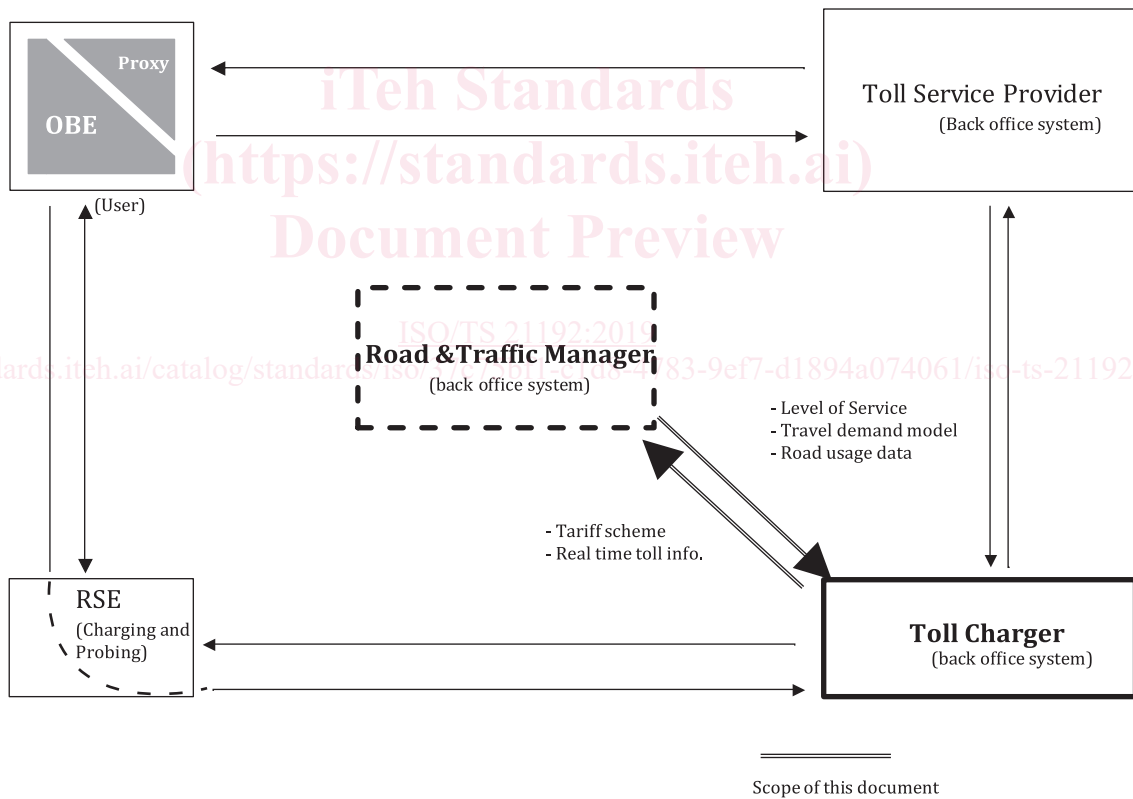 Proxy
OBE
(User)
Toll Service Provider
(Back office system)
iTeh Standards
(https://standards.iteh.ai)
Document Preview
ISO/TS 21192:2019
Road &Traffic Manager
(back office system)
- Level of Service
- Travel demand model
- Road usage data
- Tariff scheme
- Real time toll info.
RSE
(Charging and
Probing)
Toll Charger
(back office system)
Scope of this document